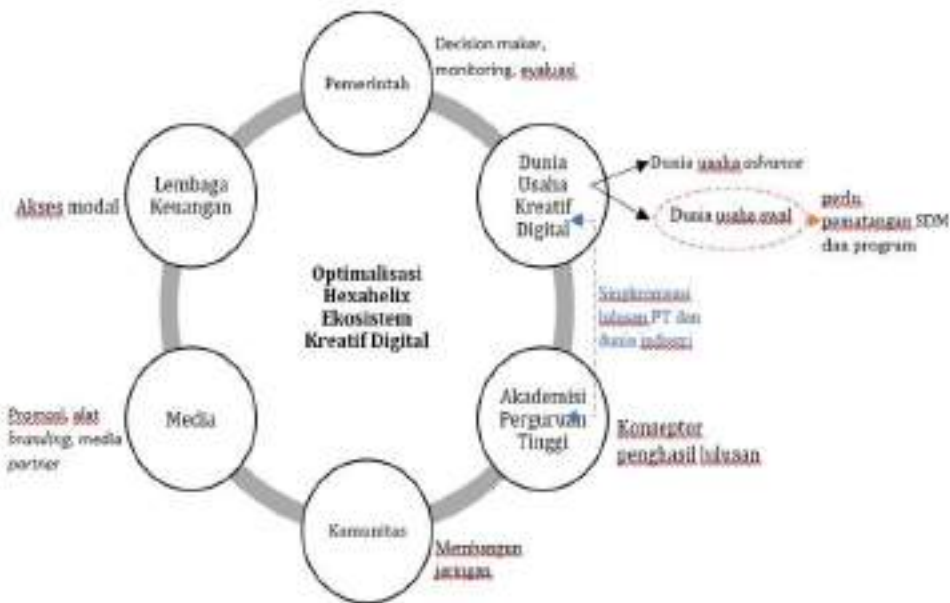 Pemerintah
Decision maker,
monitoring, evaluasi
Dunia
Usaha
Kreatif
Digital
Dunia usaha advance
Dunia usaha awal
perlu
pematangan SDM
dan program
Lembaga
Keuangan
Akses modal
Optimalisasi
Hexahelix
Ekosistem
Kreatif Digital
Singkronisasi
lulusan PT dan
dunia industri
Media
Promosi, alat
branding, media
partner
Akademisi
Perguruan
Tinggi
Konseptor
penghasil lulusan
Komunitas
Membangun
jaringan